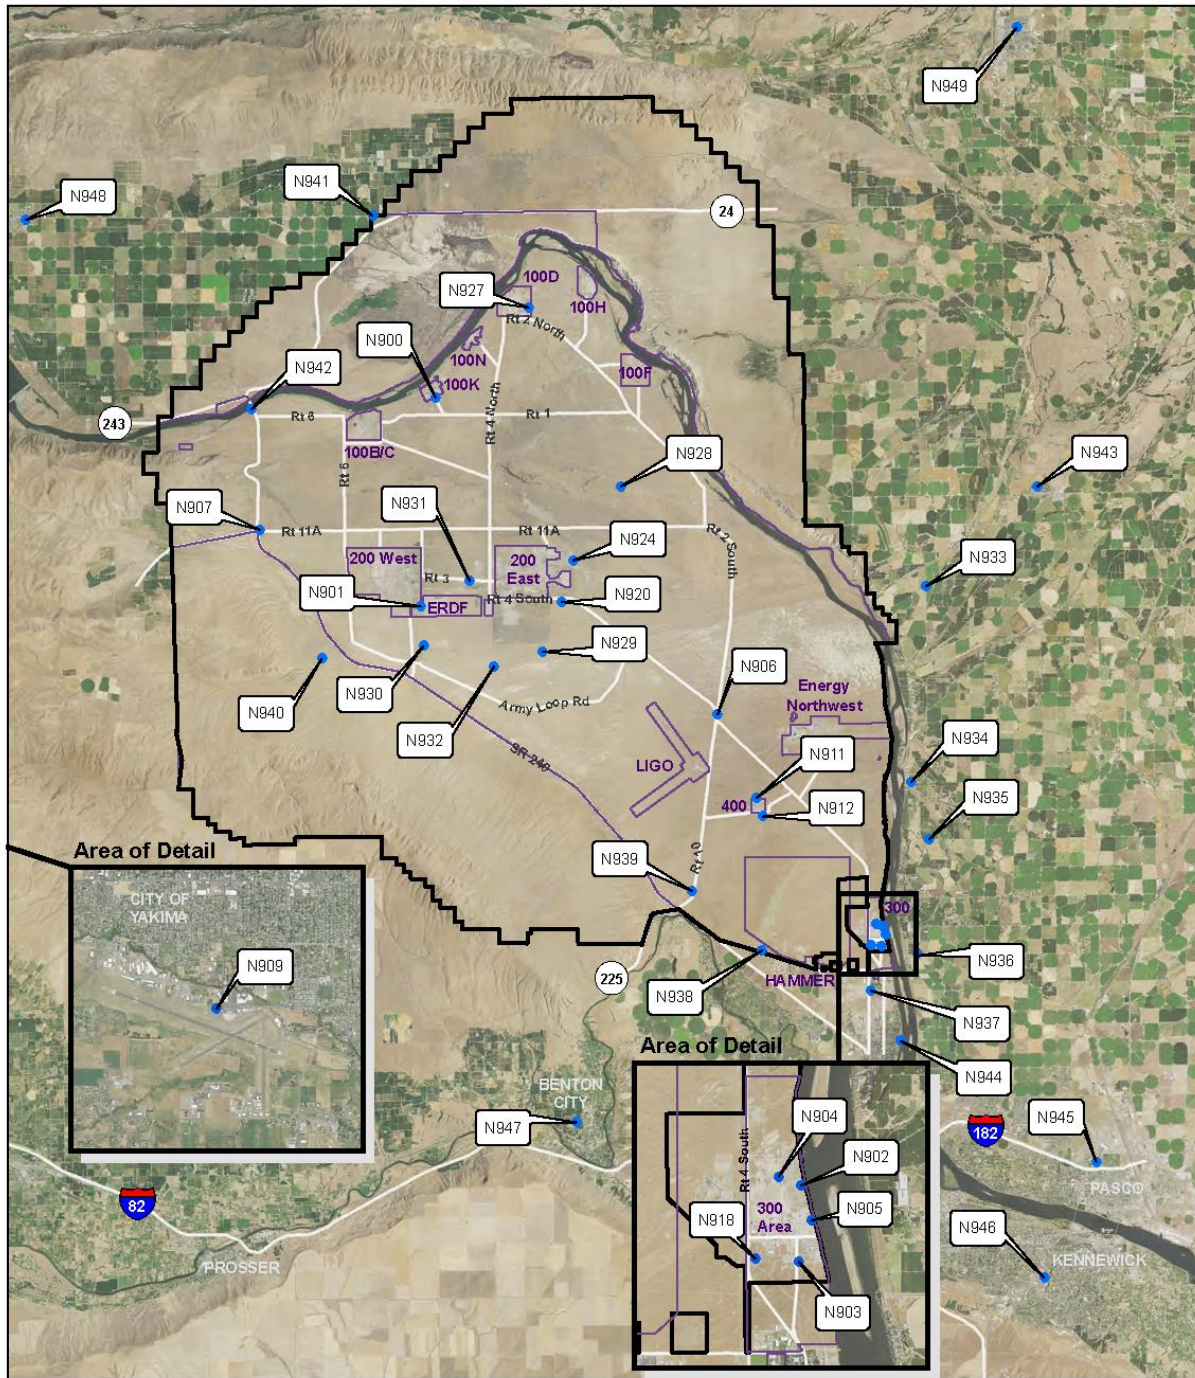 N949
N948
N941
24
N927
100D
100H
Rt 2 North
N900
100N
100K
100F
N942
Rt 4 North
243
Rt 6
Rt 1
100B/C
Rt 6
N928
N943
N907
N931
Rt 11A
Rt 11A
Rt 2 South
N924
200 West
200
East
Rt 3
N933
N901
ERDF
Rt 4 South
N920
N929
N906
N940
N930
N932
Army Loop Rd
Energy
Northwest
SR 240
N934
LIGO
N911
400
N912
N935
Area of Detail
N939
Rt 10
CITY OF
YAKIMA
300
N909
225
N938
HAMMER
N936
N937
Area of Detail
N944
BENTON
CITY
N947
N904
182
N945
Rt 4 South
N902
PASCO
82
300
Area
N905
N918
N946
PROSSER
KENNEWICK
N903